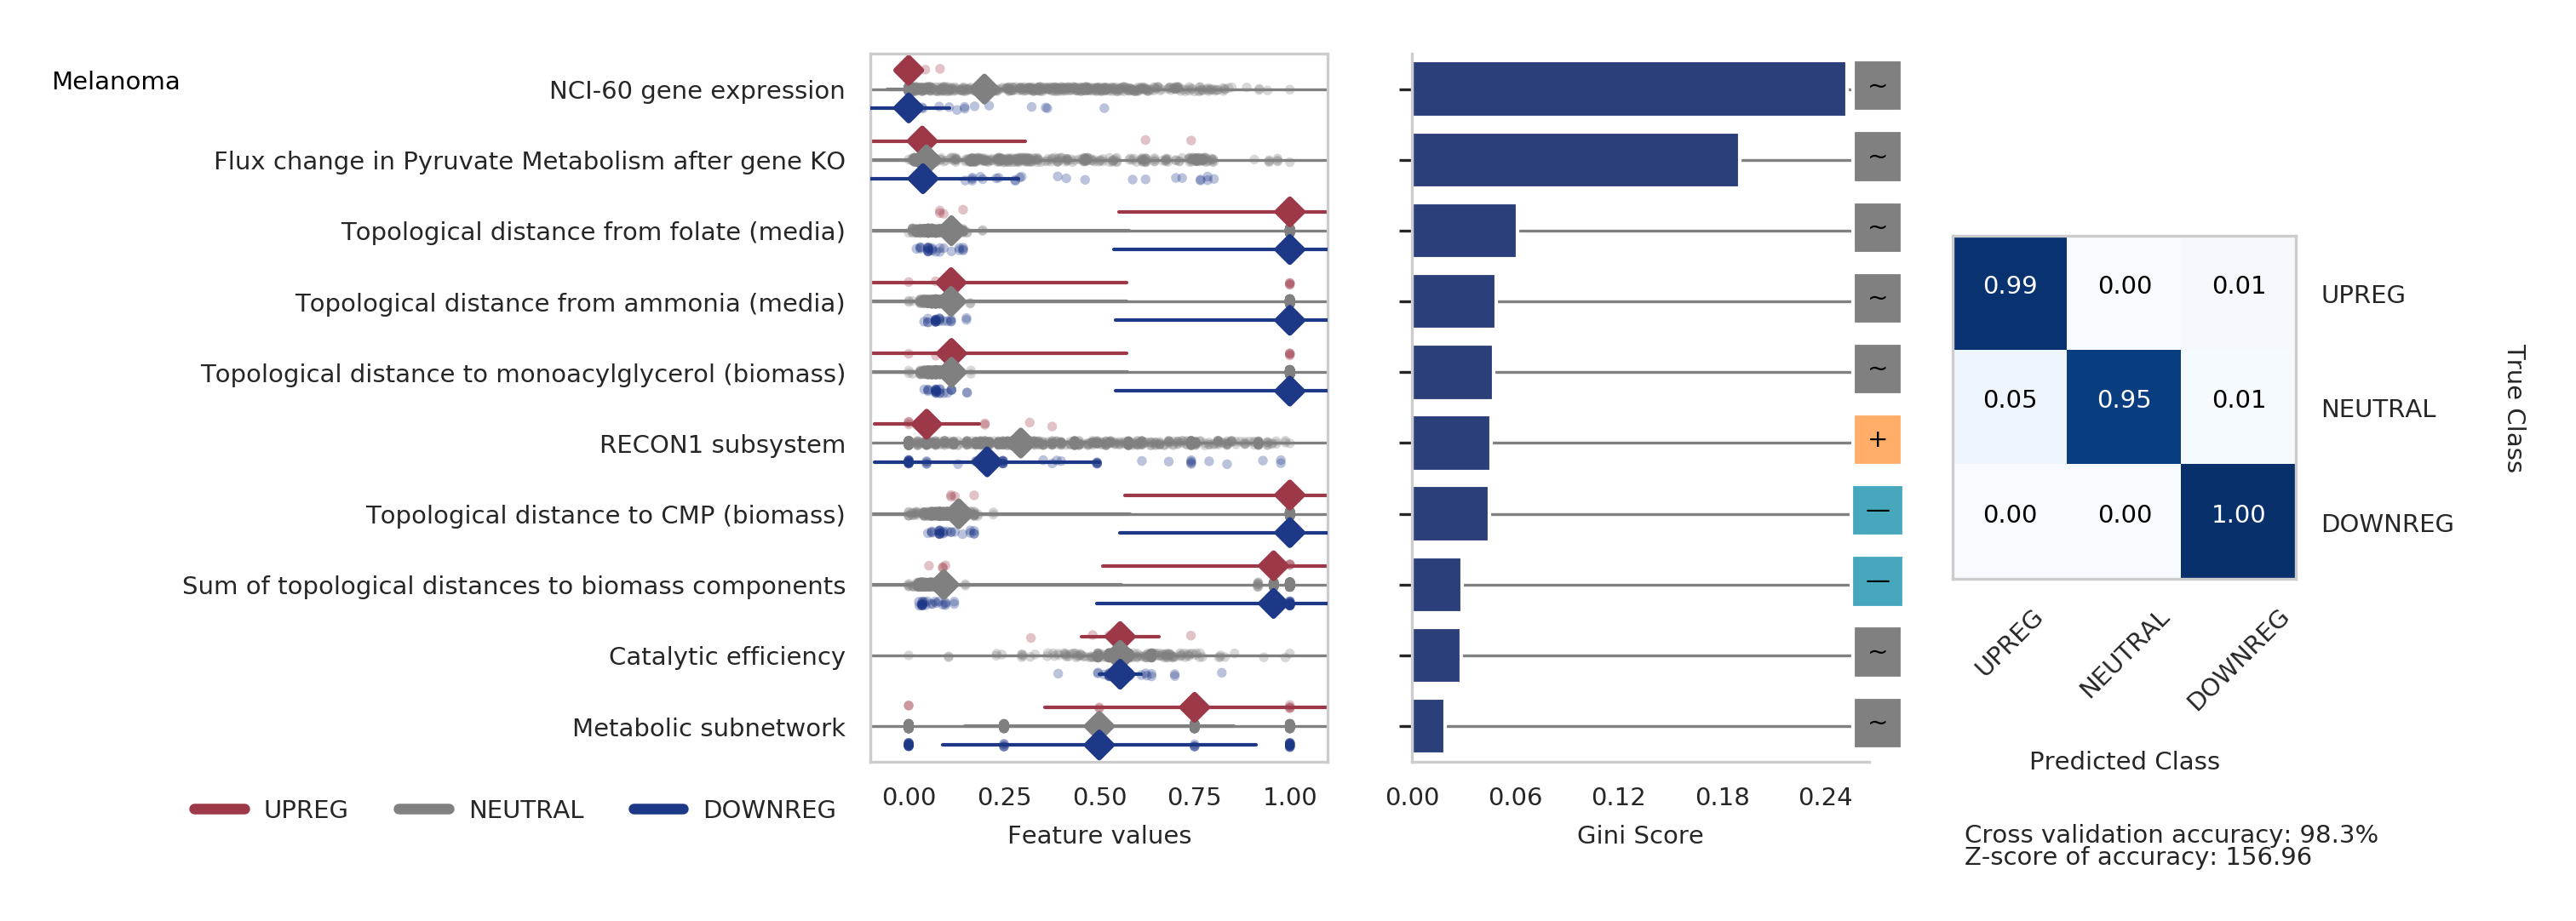 Melanoma
NCI-60 gene expression
Flux change in Pyruvate Metabolism after gene KO
Topological distance from folate (media)
Topological distance from ammonia (media)
Topological distance to monoacylglycerol (biomass)
RECON1 subsystem
Topological distance to CMP (biomass)
Sum of topological distances to biomass components
Catalytic efficiency
Metabolic subnetwork
UPREG NEUTRAL DOWNREG
0.00 0.25 0.50 0.75 1.00
Feature values
~
~
~
~
~
+
—
—
~
~
0.00 0.06 0.12 0.18 0.24
Gini Score
0.99 0.00 0.01 UPREG
0.05 0.95 0.01 NEUTRAL
0.00 0.00 1.00 DOWNREG
True Class
UPREG NEUTRAL DOWNREG
Predicted Class
Cross validation accuracy: 98.3%
Z-score of accuracy: 156.96